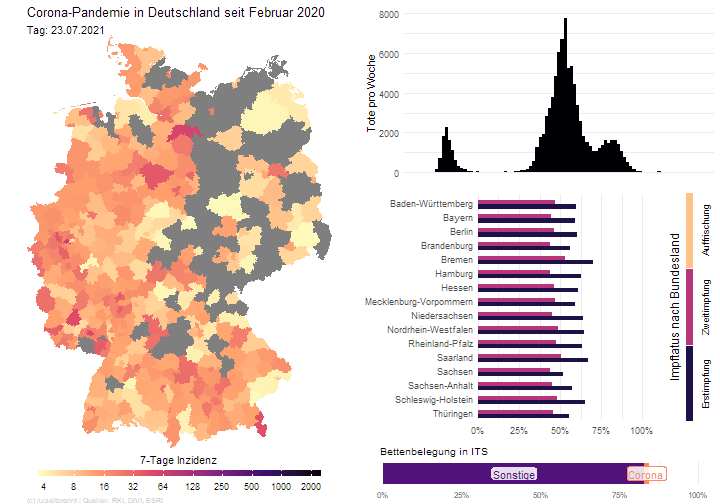 Corona-Pandemie in Deutschland seit Februar 2020
Tag: 23.07.2021
7-Tage Inzidenz
4 8 16 32 64 128 256 500 1000 2000
(c) /u/zeitbremt | Quellen: RKI, DIVI, ESRI
Tote pro Woche
8000
6000
4000
2000
0
Baden-Württemberg
Bayern
Berlin
Brandenburg
Bremen
Hamburg
Hessen
Mecklenburg-Vorpommern
Niedersachsen
Nordrhein-Westfalen
Rheinland-Pfalz
Saarland
Sachsen
Sachsen-Anhalt
Schleswig-Holstein
Thüringen
0% 25% 50% 75% 100%
Impfstatus nach Bundesland
Auffrischung
Zweitimpfung
Erstimpfung
Bettenbelegung in ITS
Sonstige Corona
0% 25% 50% 75% 100%